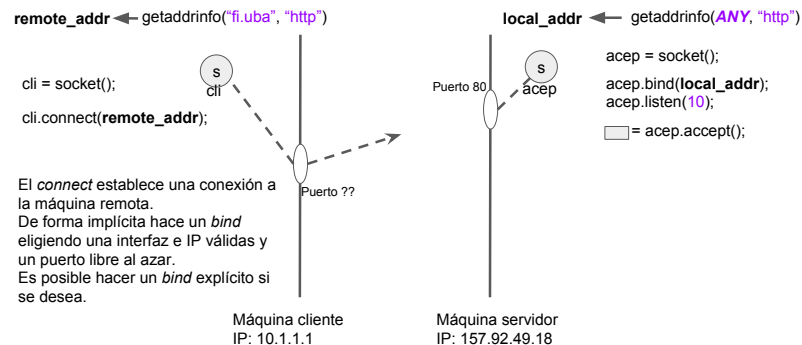 remote_addr getaddrinfo("fi.uba", "http")
local_addr getaddrinfo(ANY, "http")
cli = socket();
cli.connect(remote_addr);
s
cli
Puerto ??
Puerto 80
s
acep
acep = socket();
acep.bind(local_addr);
acep.listen(10);
= acep.accept();
El connect establece una conexión a
la máquina remota.
De forma implícita hace un bind
eligiendo una interfaz e IP válidas y
un puerto libre al azar.
Es posible hacer un bind explícito si
se desea.
Máquina cliente
IP: 10.1.1.1
Máquina servidor
IP: 157.92.49.18